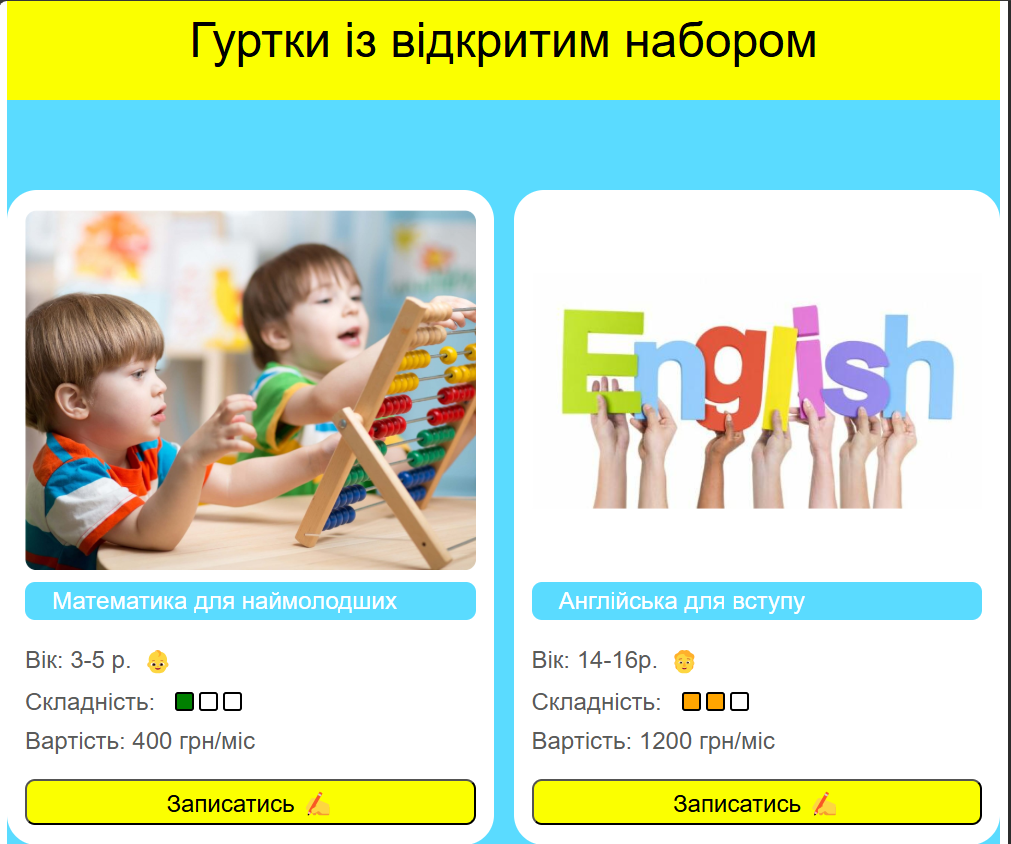 Гуртки із відкритим набором
English
Математика для наймолодших
Вік: 3-5 р. 👶
Складність:
Вартість: 400 грн/міс
Записатись ✍
Англійська для вступу
Вік: 14-16р. 🧑
Складність:
Вартість: 1200 грн/міс
Записатись ✍